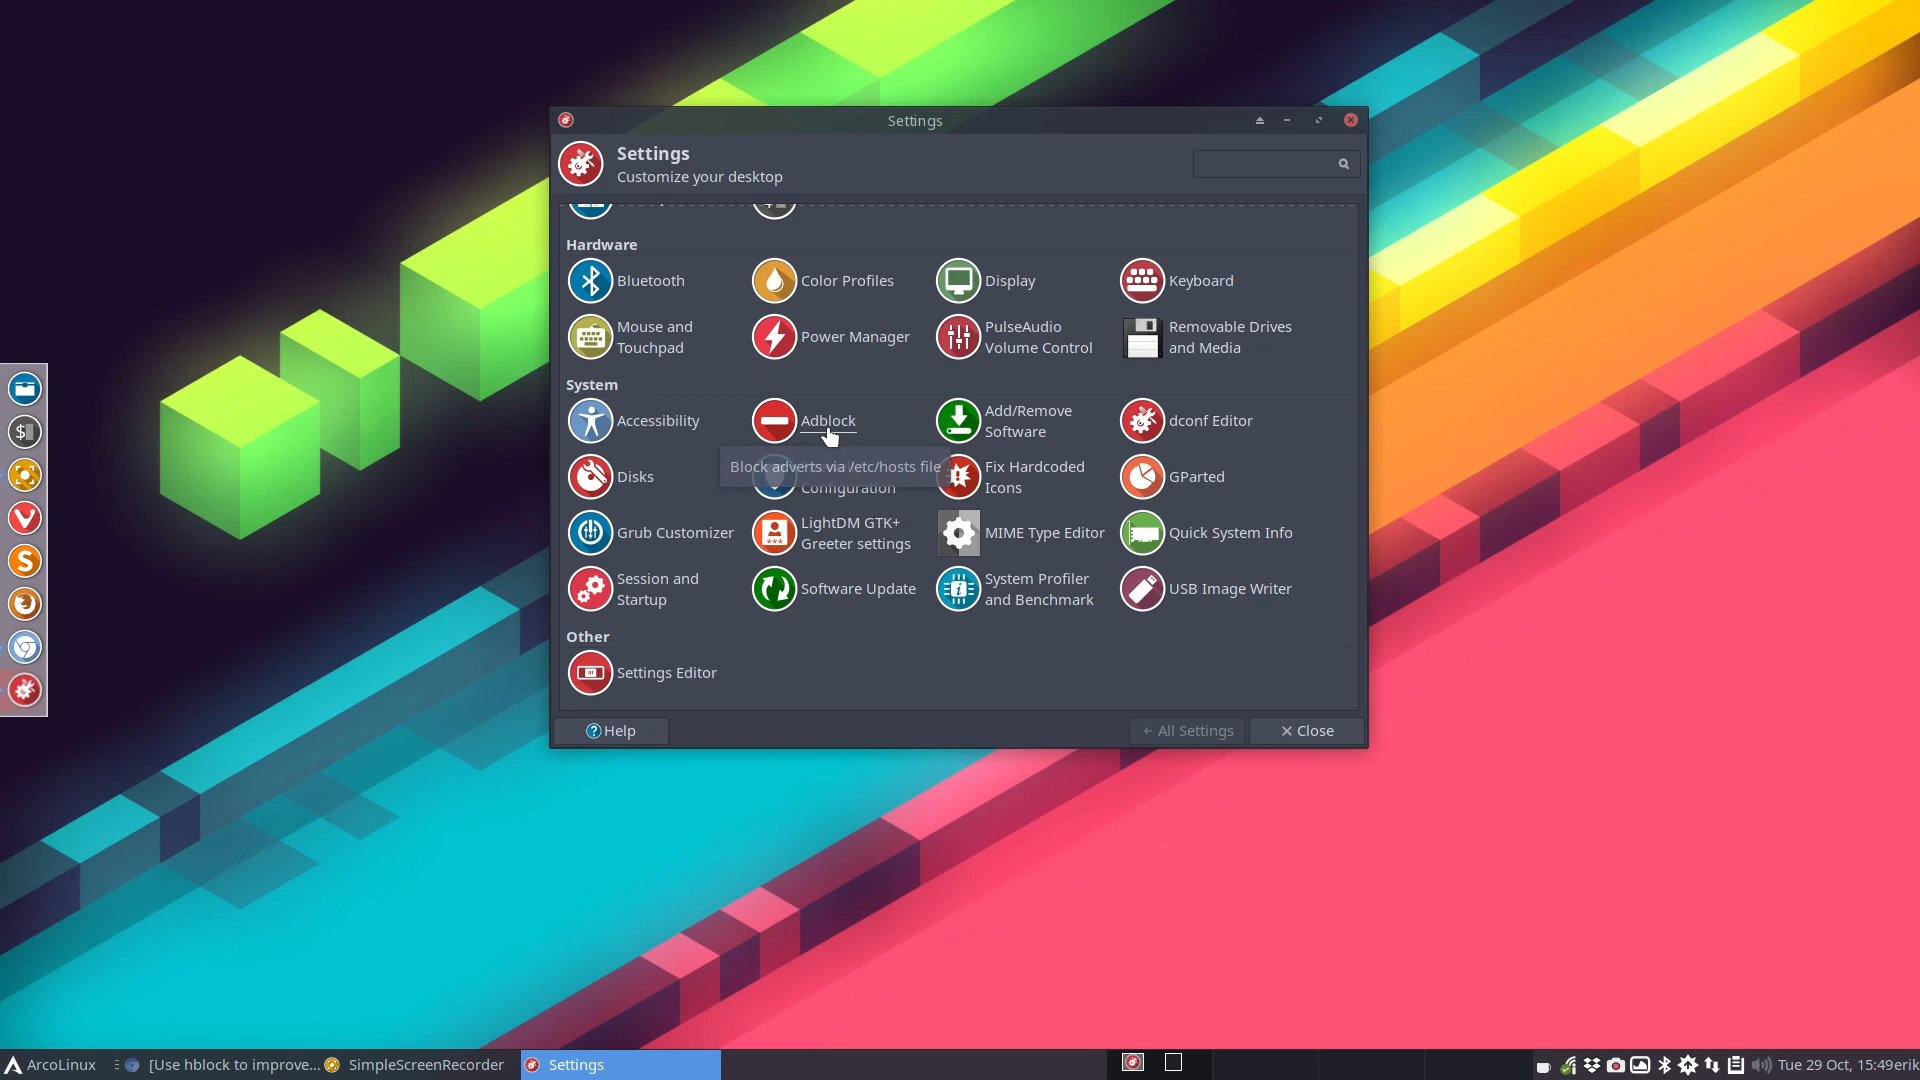 Settings
Settings
Customize your desktop
Hardware
Bluetooth
Color Profiles
Display
Keyboard
Mouse and
Touchpad
Power Manager
PulseAudio
Volume Control
Removable Drives
and Media
System
Accessibility
Adblock
Add/Remove
Software
dconf Editor
Disks
Block adverts via /etc/hosts file
Configuration
Fix Hardcoded
Icons
GParted
Grub Customizer
LightDM GTK+
Greeter settings
MIME Type Editor
Quick System Info
Session and
Startup
Software Update
System Profiler
and Benchmark
USB Image Writer
Other
Settings Editor
Help
All Settings
Close
ArcoLinux
[Use hblock to improve...
SimpleScreenRecorder
Settings
Tue 29 Oct, 15:49
erik